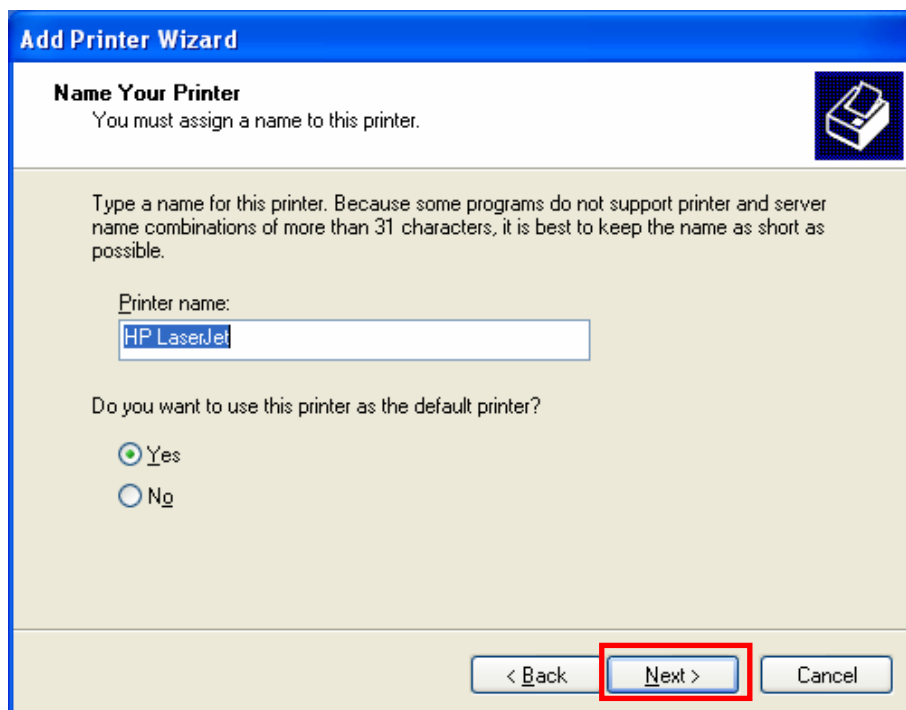 Add Printer Wizard
Name Your Printer
You must assign a name to this printer.
Type a name for this printer. Because some programs do not support printer and server
name combinations of more than 31 characters, it is best to keep the name as short as
possible.
Printer name:
HP LaserJet
Do you want to use this printer as the default printer?
Yes
No
< Back Next > Cancel